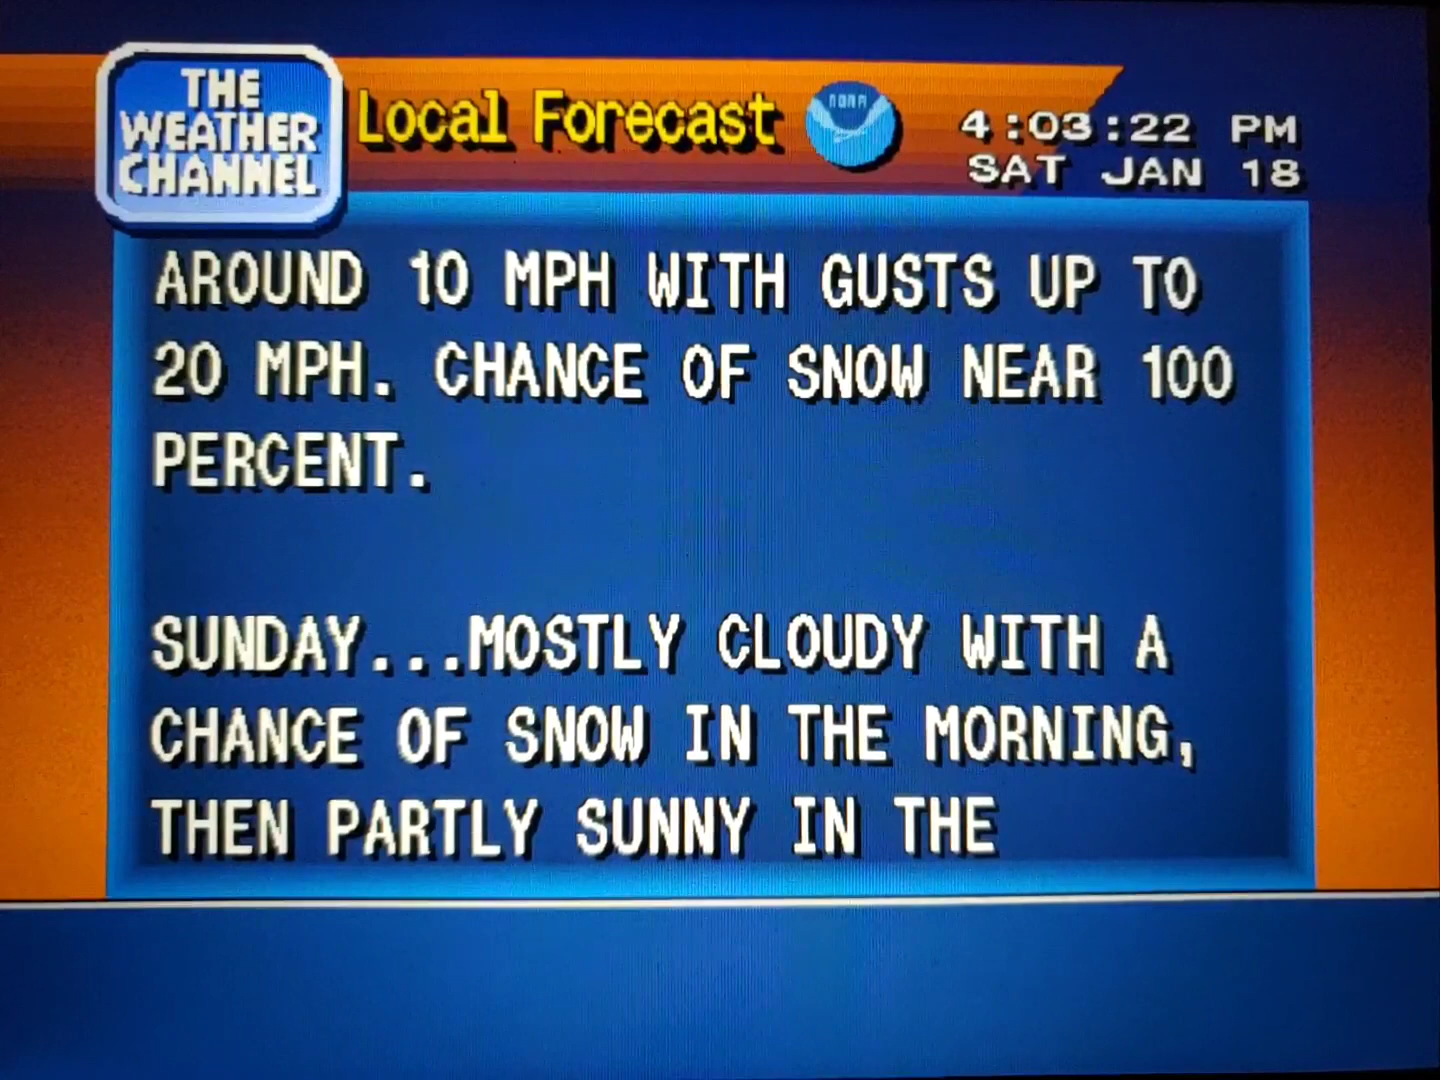 THE
WEATHER
CHANNEL
Local Forecast
NOAA
4:03:22 PM
SAT JAN 18
AROUND 10 MPH WITH GUSTS UP TO
20 MPH. CHANCE OF SNOW NEAR 100
PERCENT.
SUNDAY...MOSTLY CLOUDY WITH A
CHANCE OF SNOW IN THE MORNING,
THEN PARTLY SUNNY IN THE